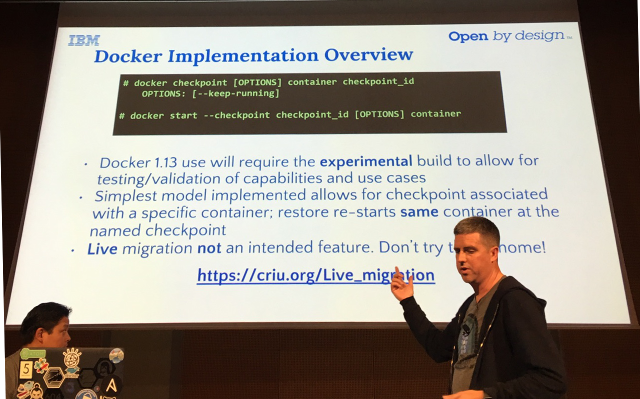 IBM
Open by design™
Docker Implementation Overview
# docker checkpoint [OPTIONS] container checkpoint_id
OPTIONS: [--keep-running]
# docker start --checkpoint checkpoint_id [OPTIONS] container
• Docker 1.13 use will require the experimental build to allow for
testing/validation of capabilities and use cases
• Simplest model implemented allows for checkpoint associated
with a specific container; restore re-starts same container at the
named checkpoint
• Live migration not an intended feature. Don't try home!
https://criu.org/Live_migration
5
A